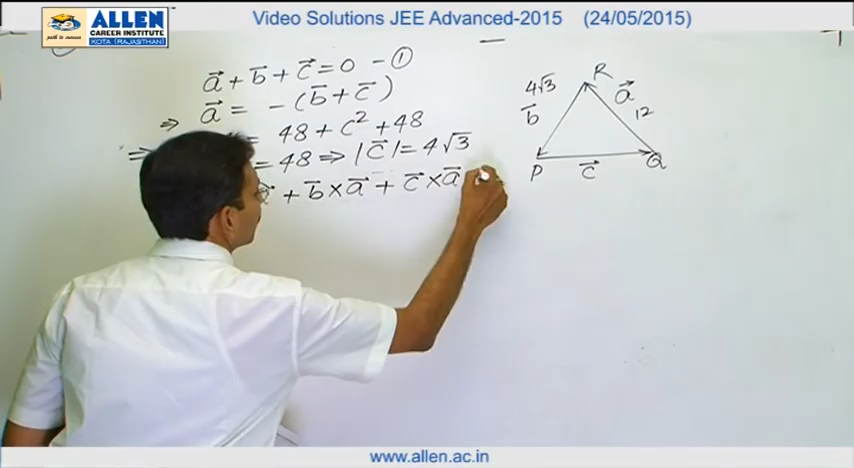 ALLEN
CAREER INSTITUTE
KOTA (RAJASTHAN)
path to success
Video Solutions JEE Advanced-2015 (24/05/2015)
a⃗ + b⃗ + c⃗ = 0 – ①
⇒ a⃗ = – (b⃗ + c⃗)
= 48 + c² + 48
⇒ = 48 ⇒ |c⃗| = 4√3
+ b⃗ × a⃗ + c⃗ × a⃗
R
4√3
a⃗
b⃗
12
P
c⃗
Q
www.allen.ac.in